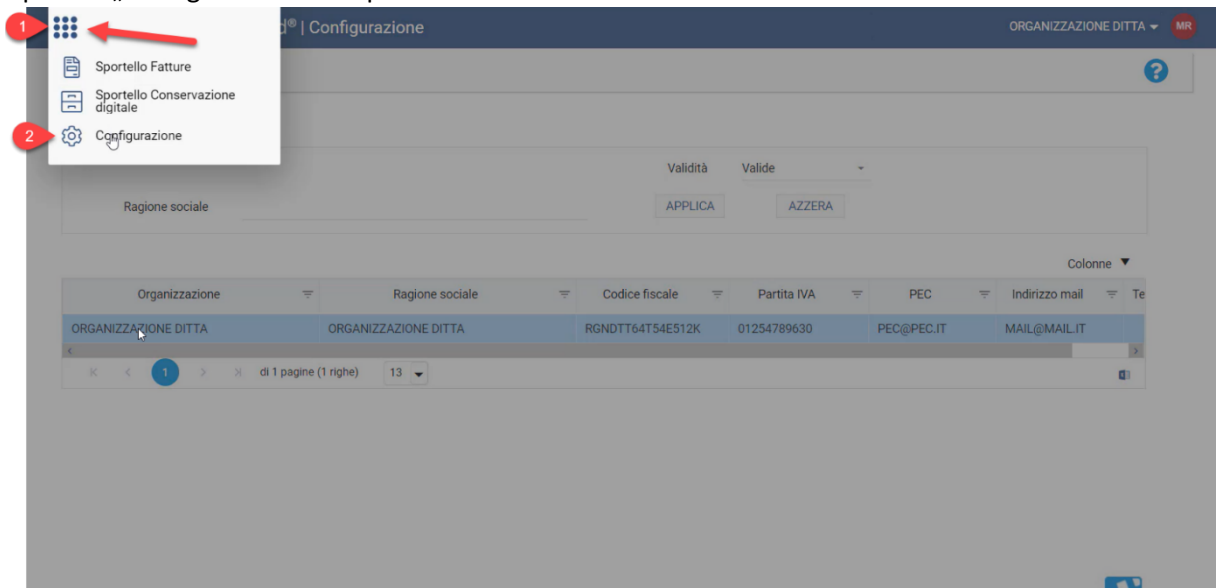 1
d® | Configurazione
ORGANIZZAZIONE DITTA
MR
Sportello Fatture
Sportello Conservazione
digitale
2
Configurazione
Validità
Valide
Ragione sociale
APPLICA
AZZERA
Colonne
Organizzazione
Ragione sociale
Codice fiscale
Partita IVA
PEC
Indirizzo mail
Te
ORGANIZZAZIONE DITTA
ORGANIZZAZIONE DITTA
RGNDTT64T54E512K
01254789630
PEC@PEC.IT
MAIL@MAIL.IT
1
di 1 pagine (1 righe)
13